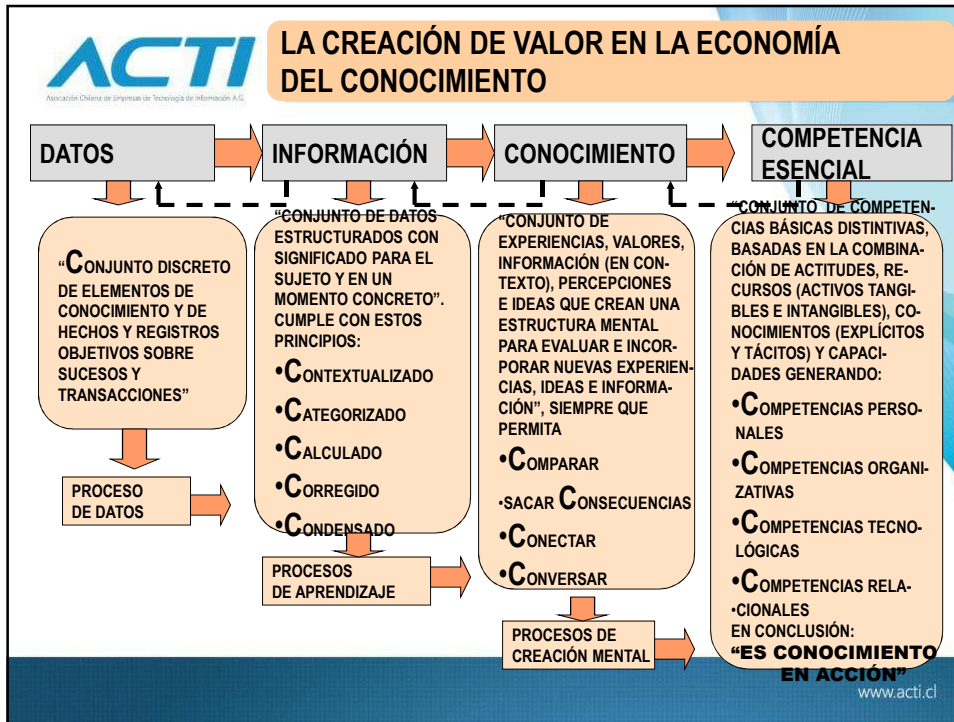 ACTI
Asociación Chilena de Empresas de Tecnología de Información A.G.
LA CREACIÓN DE VALOR EN LA ECONOMÍA
DEL CONOCIMIENTO
DATOS
INFORMACIÓN
CONOCIMIENTO
COMPETENCIA
ESENCIAL
“CONJUNTO DISCRETO
DE ELEMENTOS DE
CONOCIMIENTO Y DE
HECHOS Y REGISTROS
OBJETIVOS SOBRE
SUCESOS Y
TRANSACCIONES”
PROCESO
DE DATOS
“CONJUNTO DE DATOS
ESTRUCTURADOS CON
SIGNIFICADO PARA EL
SUJETO Y EN UN
MOMENTO CONCRETO”.
CUMPLE CON ESTOS
PRINCIPIOS:
•CONTEXTUALIZADO
•CATEGORIZADO
•CALCULADO
•CORREGIDO
•CONDENSADO
PROCESOS
DE APRENDIZAJE
“CONJUNTO DE
EXPERIENCIAS, VALORES,
INFORMACIÓN (EN CON-
TEXTO), PERCEPCIONES
E IDEAS QUE CREAN UNA
ESTRUCTURA MENTAL
PARA EVALUAR E INCOR-
PORAR NUEVAS EXPERIEN-
CIAS, IDEAS E INFORMA-
CIÓN”, SIEMPRE QUE
PERMITA
•COMPARAR
•SACAR CONSECUENCIAS
•CONECTAR
•CONVERSAR
PROCESOS DE
CREACIÓN MENTAL
“CONJUNTO DE COMPETEN-
CIAS BÁSICAS DISTINTIVAS,
BASADAS EN LA COMBINA-
CIÓN DE ACTITUDES, RE-
CURSOS (ACTIVOS TANGI-
BLES E INTANGIBLES), CO-
NOCIMIENTOS (EXPLÍCITOS
Y TÁCITOS) Y CAPACI-
DADES GENERANDO:
•COMPETENCIAS PERSO-
NALES
•COMPETENCIAS ORGANI-
ZATIVAS
•COMPETENCIAS TECNO-
LÓGICAS
•COMPETENCIAS RELA-
•CIONALES
EN CONCLUSIÓN:
“ES CONOCIMIENTO
EN ACCIÓN”
www.acti.cl